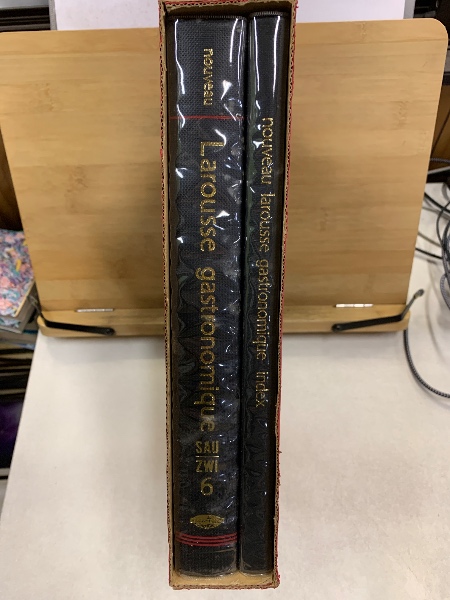 nouveau
Larousse gastronomique
SAU
ZWI
6
nouveau larousse gastronomique index